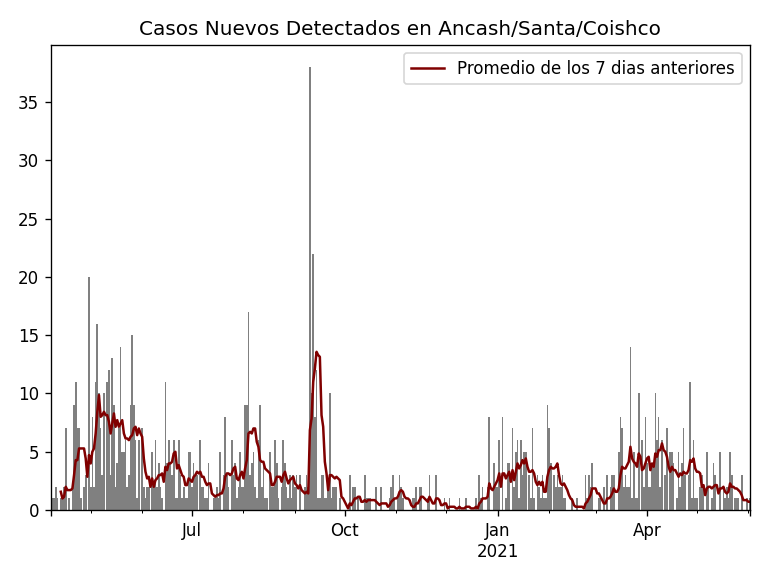 Casos Nuevos Detectados en Ancash/Santa/Coishco
Promedio de los 7 dias anteriores
35
30
25
20
15
10
5
0
Jul
Oct
Jan
2021
Apr